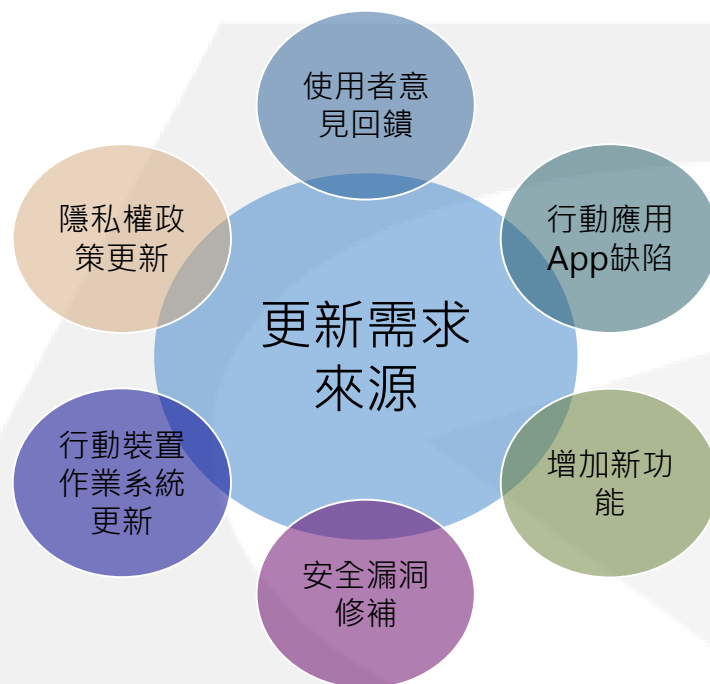 使用者意
見回鑽
行動應用
App缺陷
增加新功
能
安全漏洞
修補
行動裝置
作業系統
更新
隱私權政
策更新
更新需求
來源